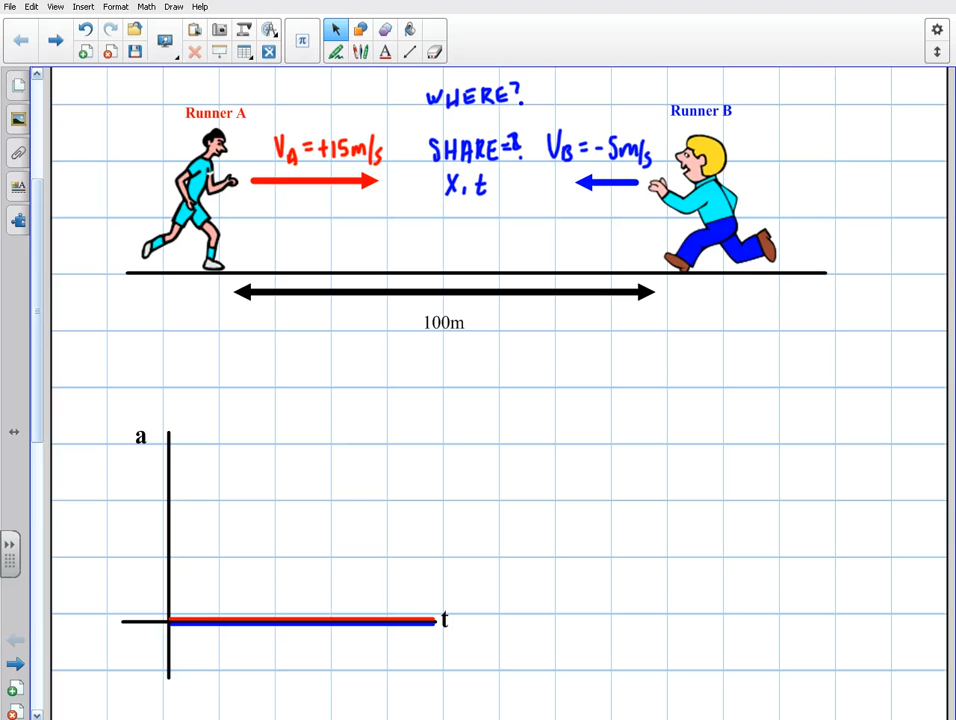 File Edit View Insert Format Math Draw Help
π
A
WHERE?
Runner A
Runner B
VA = +15m/s
SHARE=?
VB = -5m/s
X, t
100m
a
t